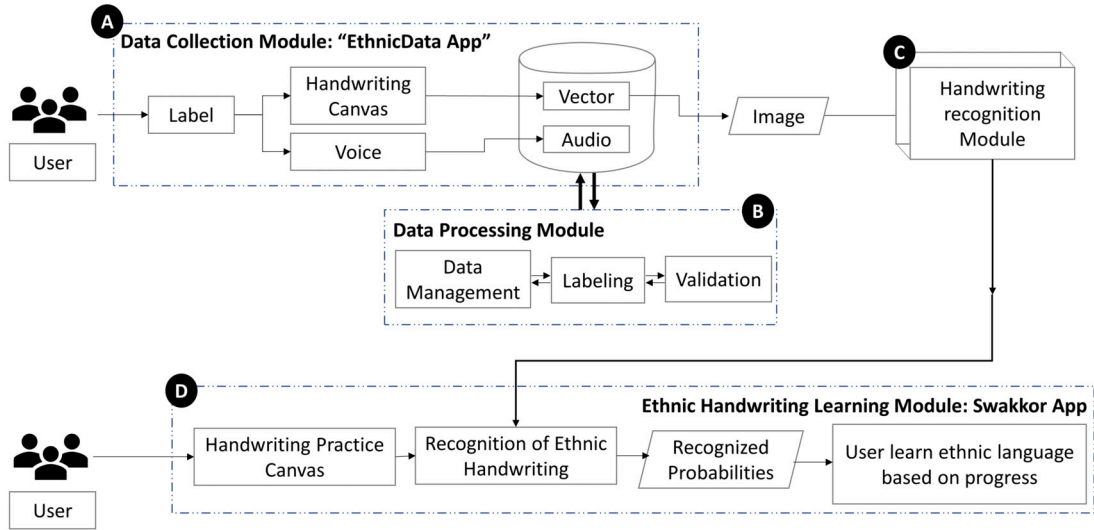 A
Data Collection Module: “EthnicData App”
C
User
Label
Handwriting
Canvas
Voice
Vector
Audio
Image
Handwriting
recognition
Module
B
Data Processing Module
Data
Management
Labeling
Validation
D
Ethnic Handwriting Learning Module: Swakkor App
User
Handwriting Practice
Canvas
Recognition of Ethnic
Handwriting
Recognized
Probabilities
User learn ethnic language
based on progress